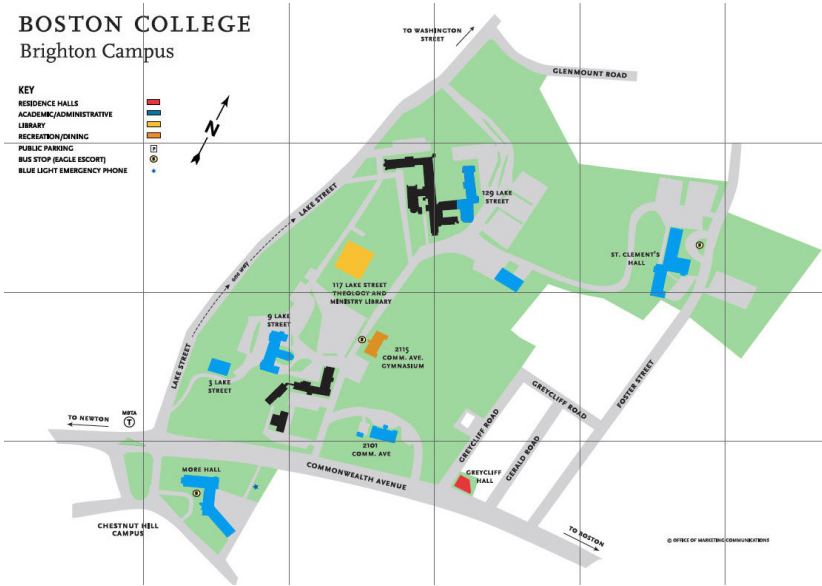 BOSTON COLLEGE
Brighton Campus
KEY
RESIDENCE HALLS
ACADEMIC/ADMINISTRATIVE
LIBRARY
RECREATION/DINING
PUBLIC PARKING
P
BUS STOP (EAGLE ESCORT)
B
BLUE LIGHT EMERGENCY PHONE
N
TO WASHINGTON
STREET
GLENMOUNT ROAD
LAKE STREET
129 LAKE
STREET
ST. CLEMENT'S
HALL
B
one way
117 LAKE STREET
THEOLOGY AND
MINISTRY LIBRARY
9 LAKE
STREET
B
2115
COMM. AVE.
GYMNASIUM
LAKE STREET
3 LAKE
STREET
FOSTER STREET
GREYCLIFF ROAD
TO NEWTON
MBTA
T
GREYCLIFF ROAD
GERALD ROAD
2101
COMM. AVE
COMMONWEALTH AVENUE
GREYCLIFF
HALL
MORE HALL
B
CHESTNUT HILL
CAMPUS
TO BOSTON
© OFFICE OF MARKETING COMMUNICATIONS